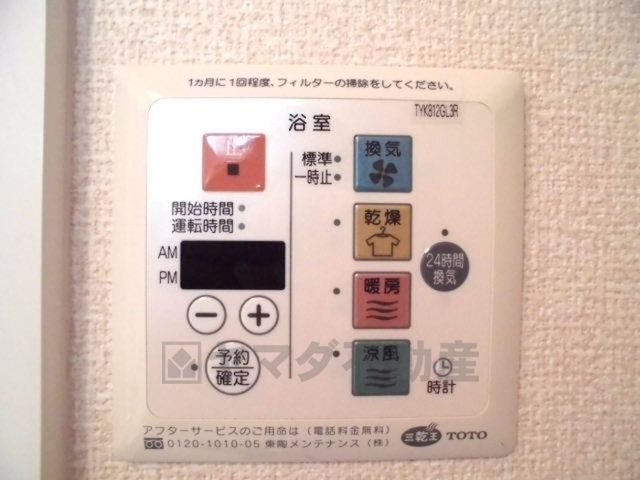 1ヵ月に1回程度、フィルターの掃除をしてください。
TYK812GL3R
浴室
標準
一時止
換気
開始時間
運転時間
乾燥
AM
PM
24時間
換気
暖房
予約
確定
涼風
時計
マダ不動産
アフターサービスのご用命は(電話料金無料)
0120-1010-05 東陶メンテナンス(株)
三乾王 TOTO